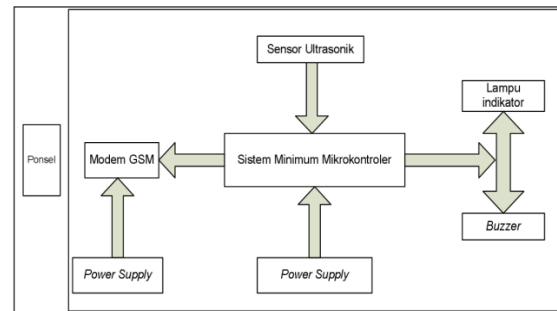 Sensor Ultrasonik
Lampu
indikator
Ponsel
Modem GSM
Sistem Minimum Mikrokontroler
Buzzer
Power Supply
Power Supply